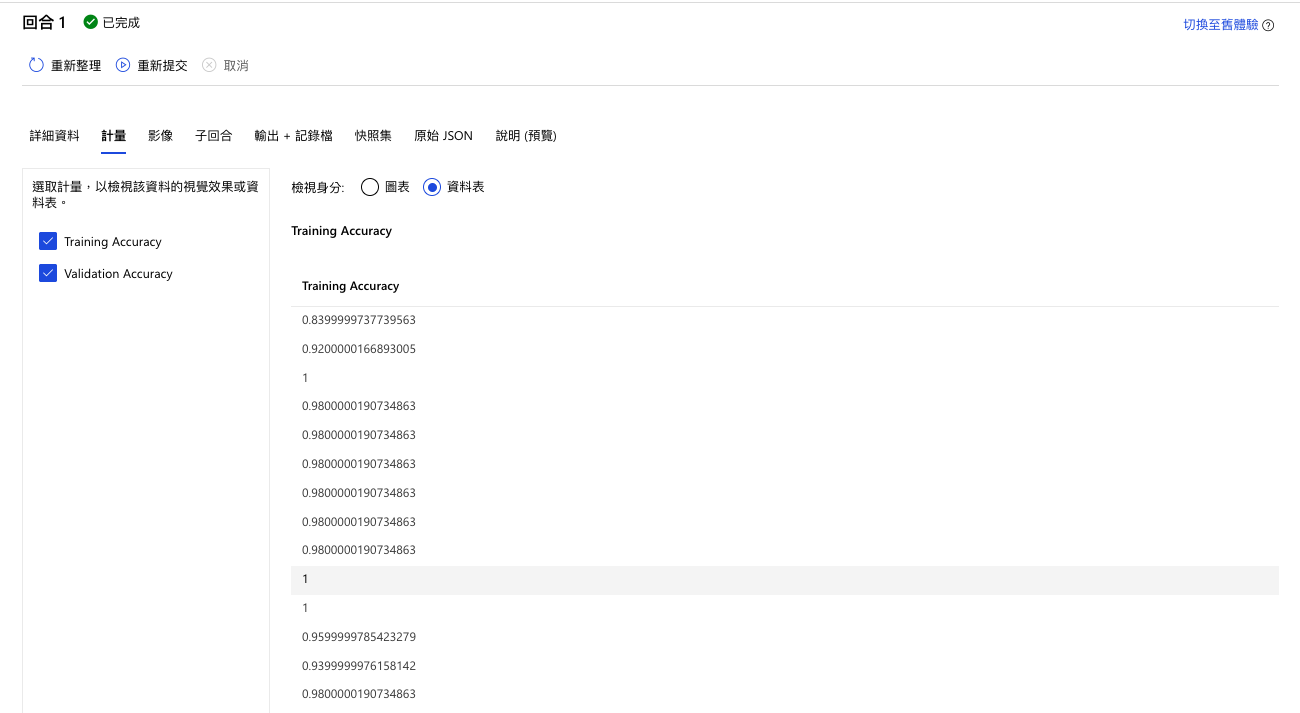 回合 1 已完成
切換至舊體驗
重新整理 重新提交 取消
詳細資料 計量 影像 子回合 輸出 + 記錄檔 快照集 原始 JSON 說明 (預覽)
選取計量，以檢視該資料的視覺效果或資
料表。
Training Accuracy
Validation Accuracy
檢視身分: 圖表 資料表
Training Accuracy
Training Accuracy
0.8399999737739563
0.9200000166893005
1
0.9800000190734863
0.9800000190734863
0.9800000190734863
0.9800000190734863
0.9800000190734863
0.9800000190734863
1
1
0.9599999785423279
0.9399999976158142
0.9800000190734863